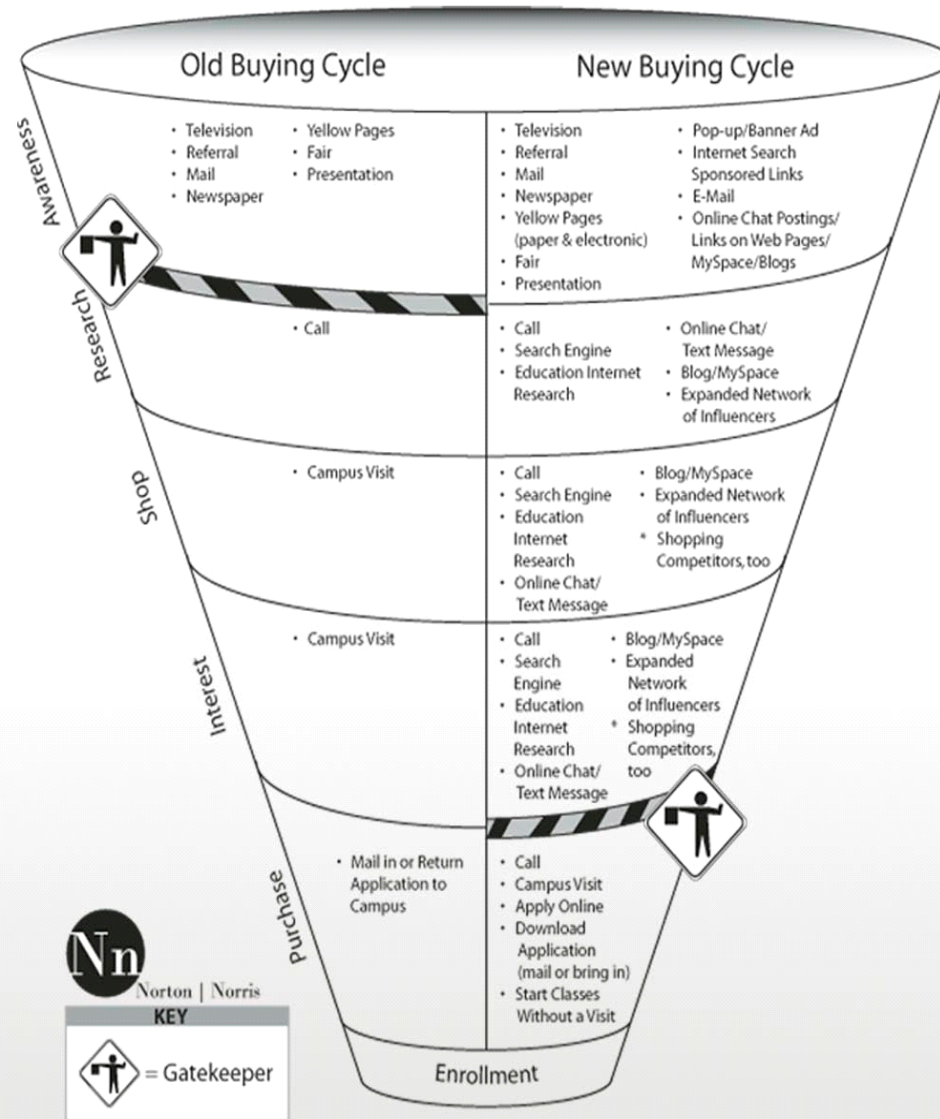 Old Buying Cycle
New Buying Cycle
Awareness
• Television
• Referral
• Mail
• Newspaper
• Yellow Pages
• Fair
• Presentation
• Television
• Referral
• Mail
• Newspaper
• Yellow Pages
(paper & electronic)
• Fair
• Presentation
• Pop-up/Banner Ad
• Internet Search
Sponsored Links
• E-Mail
• Online Chat Postings/
Links on Web Pages/
MySpace/Blogs
Research
• Call
• Call
• Search Engine
• Education Internet
Research
• Online Chat/
Text Message
• Blog/MySpace
• Expanded Network
of Influencers
Shop
• Campus Visit
• Call
• Search Engine
• Education
Internet
Research
• Online Chat/
Text Message
• Blog/MySpace
• Expanded Network
of Influencers
* Shopping
Competitors, too
Interest
• Campus Visit
• Call
• Search
Engine
• Education
Internet
Research
• Online Chat/
Text Message
• Blog/MySpace
• Expanded
Network
of Influencers
* Shopping
Competitors,
too
Purchase
• Mail in or Return
Application to
Campus
• Call
• Campus Visit
• Apply Online
• Download
Application
(mail or bring in)
• Start Classes
Without a Visit
Enrollment
Nn
Norton | Norris
KEY
= Gatekeeper